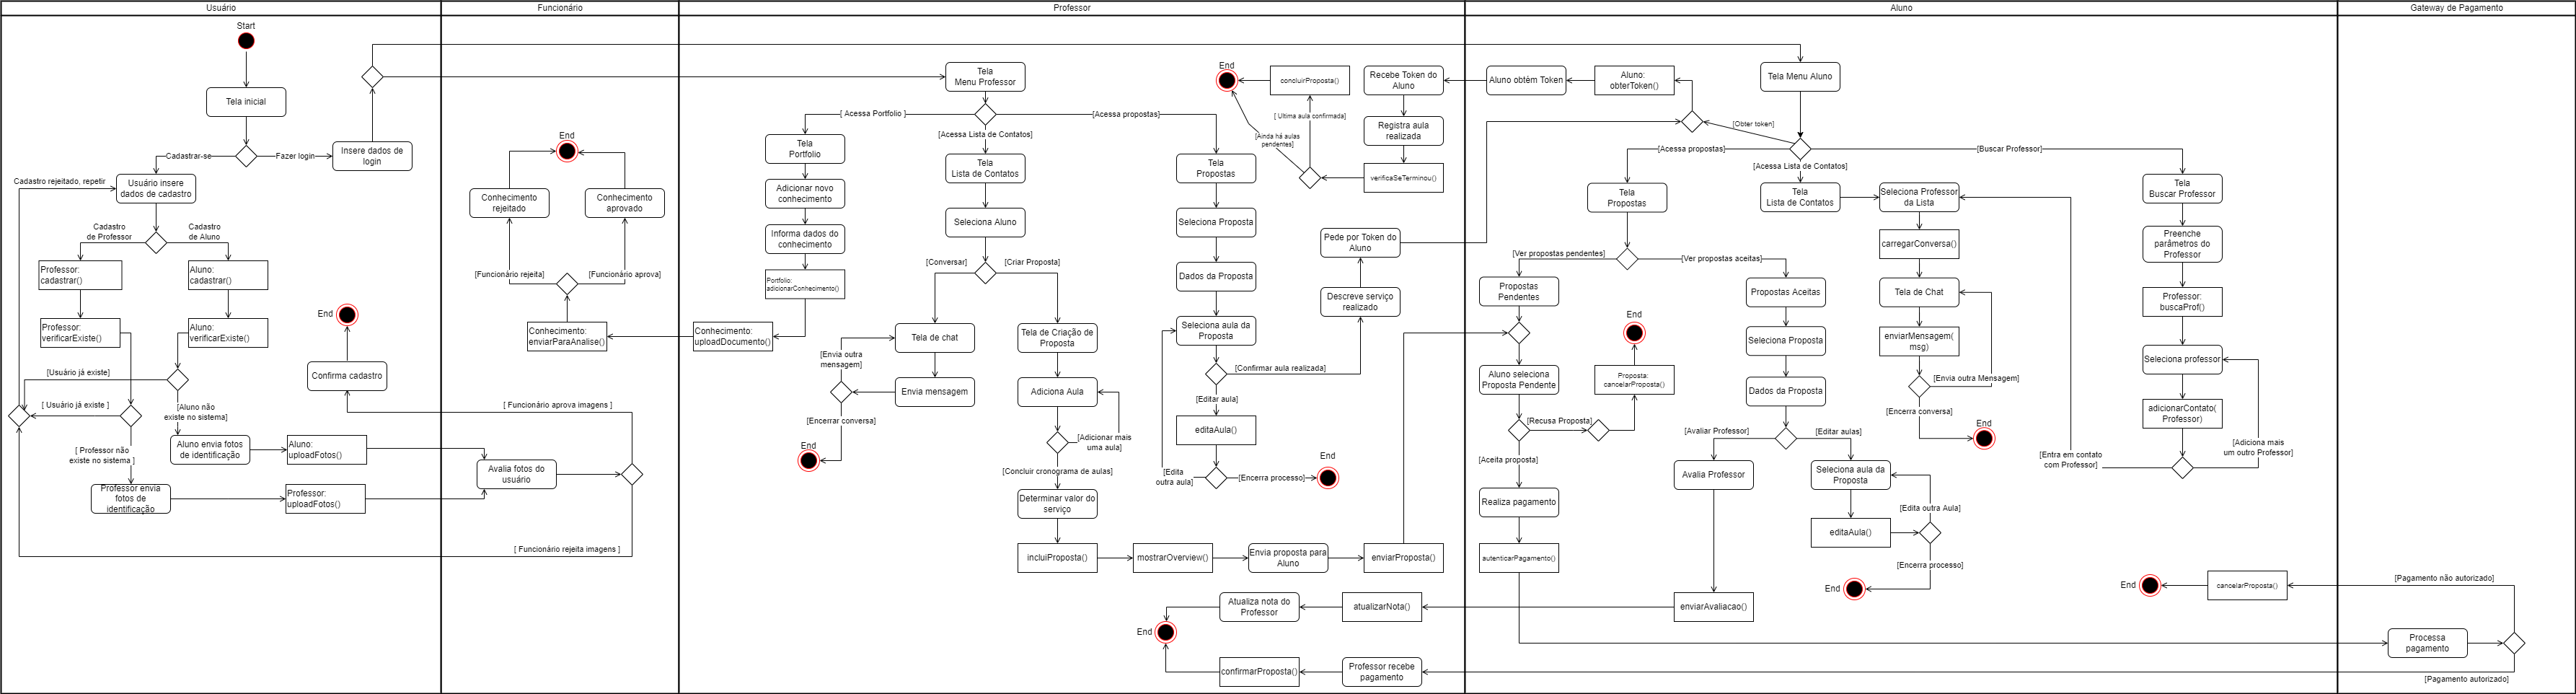 Usuário
Funcionário
Professor
Aluno
Gateway de Pagamento
Start
Tela inicial
Cadastrar-se
Fazer login
Insere dados de
login
Cadastro rejeitado, repetir
Usuário insere
dados de cadastro
Cadastro
de Professor
Cadastro
de Aluno
Professor:
cadastrar()
Aluno:
cadastrar()
Professor:
verificarExiste()
Aluno:
verificarExiste()
End
Confirma cadastro
[Usuário já existe]
[ Usuário já existe ]
[Aluno não
existe no sistema]
[ Professor não
existe no sistema ]
Aluno envia fotos
de identificação
Aluno:
uploadFotos()
Professor envia
fotos de
identificação
Professor:
uploadFotos()
[ Funcionário aprova imagens ]
[ Funcionário rejeita imagens ]
End
Conhecimento
rejeitado
Conhecimento
aprovado
[Funcionário rejeita]
[Funcionário aprova]
Conhecimento:
enviarParaAnalise()
Avalia fotos do
usuário
Tela
Menu Professor
[ Acessa Portfolio ]
[Acessa Lista de Contatos]
[Acessa propostas]
Tela
Portfolio
Adicionar novo
conhecimento
Informa dados do
conhecimento
Portfolio:
adicionarConhecimento()
Conhecimento:
uploadDocumento()
Tela
Lista de Contatos
Seleciona Aluno
[Conversar]
[Criar Proposta]
Tela de chat
Envia mensagem
[Envia outra
mensagem]
[Encerrar conversa]
End
Tela de Criação de
Proposta
Adiciona Aula
[Adicionar mais
uma aula]
[Concluir cronograma de aulas]
Determinar valor do
serviço
incluiProposta()
mostrarOverview()
Envia proposta para
Aluno
enviarProposta()
Tela
Propostas
Seleciona Proposta
Dados da Proposta
Seleciona aula da
Proposta
[Confirmar aula realizada]
[Editar aula]
editaAula()
[Edita
outra aula]
[Encerra processo]
End
Descreve serviço
realizado
Pede por Token do
Aluno
End
concluirProposta()
[ Ultima aula confirmada]
[Ainda há aulas
pendentes]
Recebe Token do
Aluno
Registra aula
realizada
verificaSeTerminou()
Atualiza nota do
Professor
atualizarNota()
End
confirmarProposta()
Professor recebe
pagamento
Aluno obtèm Token
Aluno:
obterToken()
[Obter token]
Tela Menu Aluno
[Acessa propostas]
[Acessa Lista de Contatos]
[Buscar Professor]
Tela
Propostas
[Ver propostas pendentes]
[Ver propostas aceitas]
Propostas
Pendentes
Aluno seleciona
Proposta Pendente
[Recusa Proposta]
Proposta:
cancelarProposta()
End
[Aceita proposta]
Realiza pagamento
autenticarPagamento()
Propostas Aceitas
Seleciona Proposta
Dados da Proposta
[Avaliar Professor]
[Editar aulas]
Avalia Professor
enviarAvaliacao()
Seleciona aula da
Proposta
editaAula()
[Edita outra Aula]
[Encerra processo]
End
Tela
Lista de Contatos
Seleciona Professor
da Lista
carregarConversa()
Tela de Chat
enviarMensagem(
msg)
[Envia outra Mensagem]
[Encerra conversa]
End
Tela
Buscar Professor
Preenche
parâmetros do
Professor
Professor:
buscaProf()
Seleciona professor
adicionarContato(
Professor)
[Adiciona mais
um outro Professor]
[Entra em contato
com Professor]
End
cancelarProposta()
[Pagamento não autorizado]
Processa
pagamento
[Pagamento autorizado]